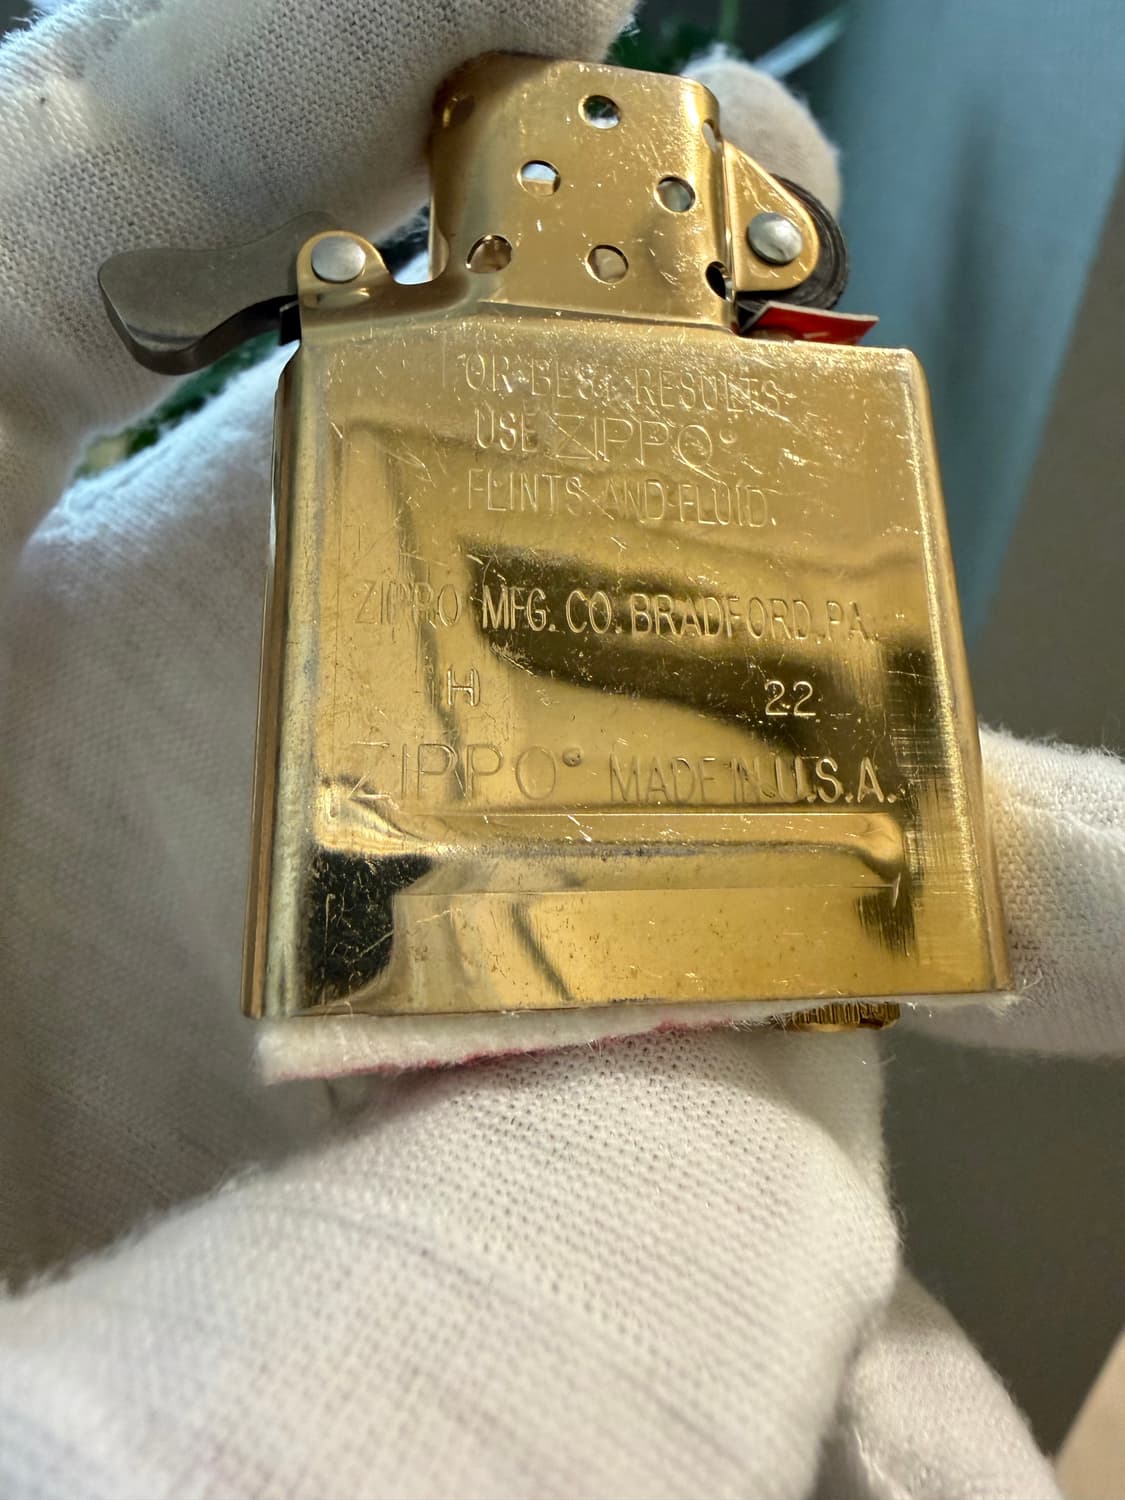 FOR BEST RESULTS
USE ZIPPO®
FLINTS AND FLUID.
ZIPPO MFG. CO. BRADFORD, PA.
H 22
ZIPPO® MADE IN U.S.A.